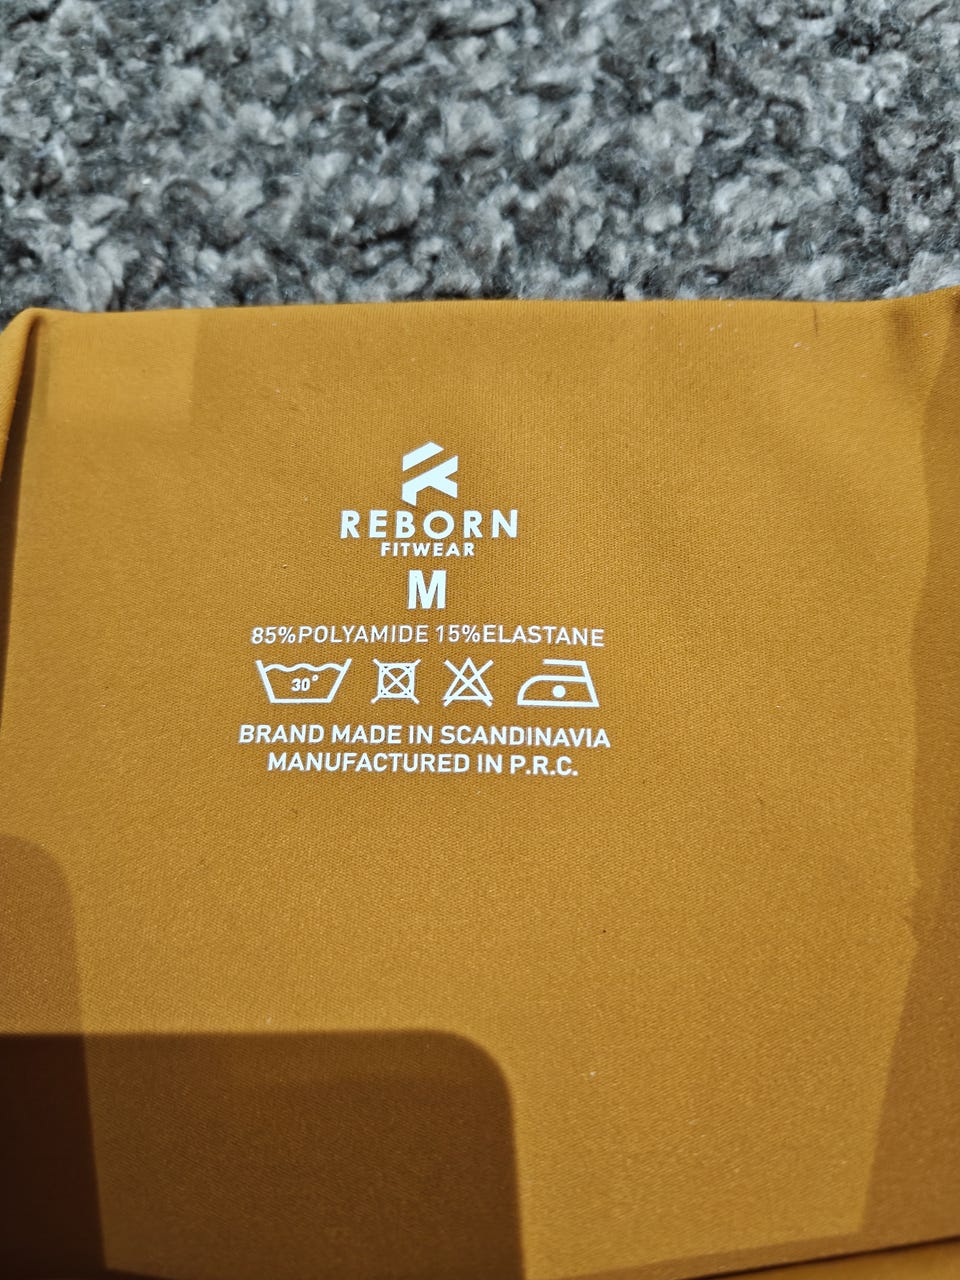 REBORN
FITWEAR
M
85%POLYAMIDE 15%ELASTANE
30°
BRAND MADE IN SCANDINAVIA
MANUFACTURED IN P.R.C.